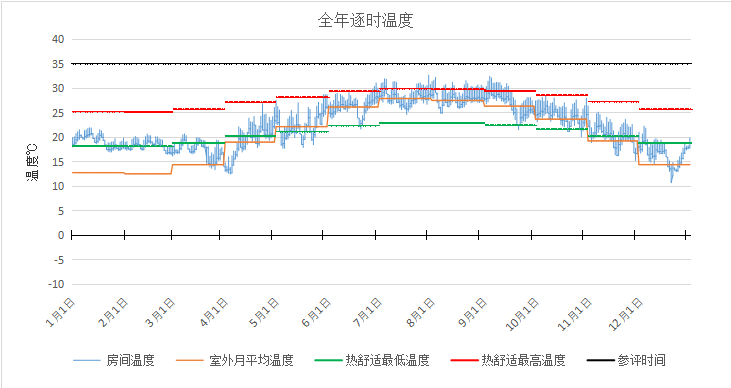 全年逐时温度
40
35
30
25
20
15
10
5
0
-5
-10
温度℃
1月1日
2月1日
3月1日
4月1日
5月1日
6月1日
7月1日
8月1日
9月1日
10月1日
11月1日
12月1日
房间温度 室外月平均温度 热舒适最低温度 热舒适最高温度 参评时间